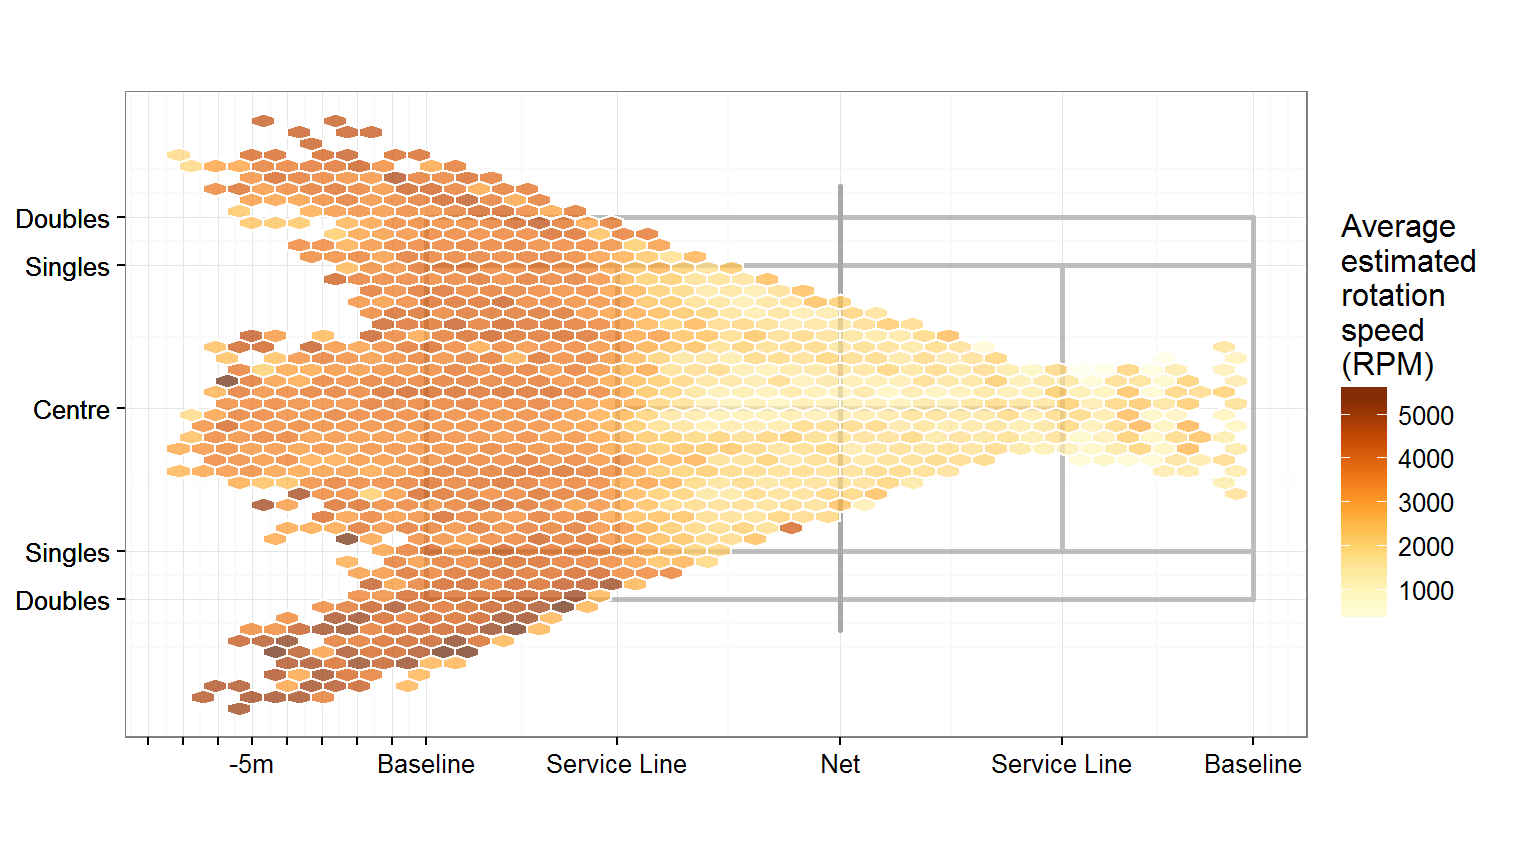 Doubles
Singles
Centre
Singles
Doubles
-5m
Baseline
Service Line
Net
Service Line
Baseline
Average
estimated
rotation
speed
(RPM)
5000
4000
3000
2000
1000